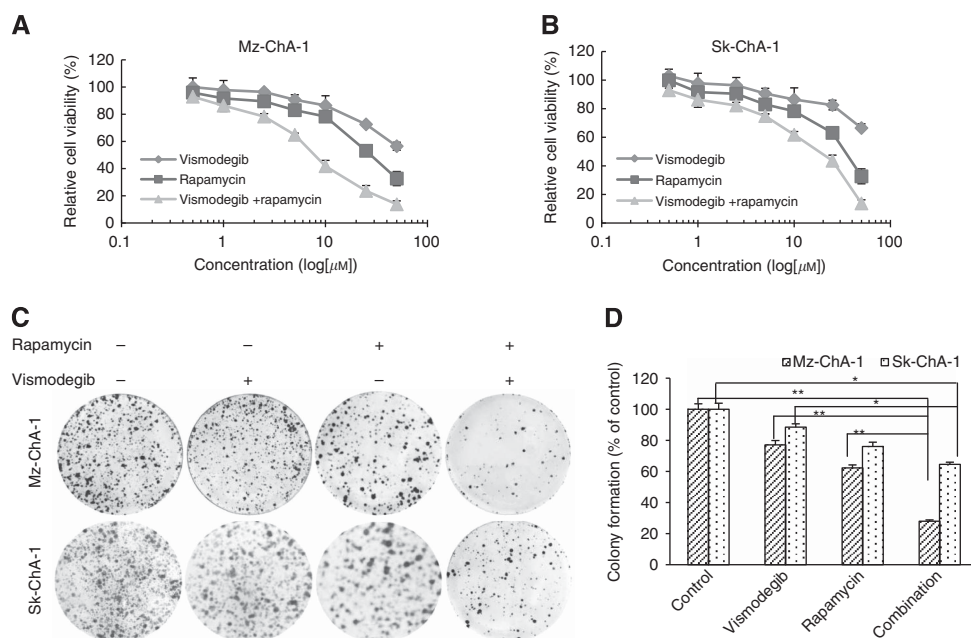 A
Mz-ChA-1
Relative cell viability (%)
120
100
80
60
40
20
0
Vismodegib
Rapamycin
Vismodegib +rapamycin
0.1
1
10
100
Concentration (log[μM])
B
Sk-ChA-1
Relative cell viability (%)
120
100
80
60
40
20
0
Vismodegib
Rapamycin
Vismodegib +rapamycin
0.1
1
10
100
Concentration (log[μM])
C
Rapamycin – – + +
Vismodegib – + – +
Mz-ChA-1
Sk-ChA-1
D
Mz-ChA-1 Sk-ChA-1
Colony formation (% of control)
120
100
80
60
40
20
0
*
**
*
**
**
Control
Vismodegib
Rapamycin
Combination